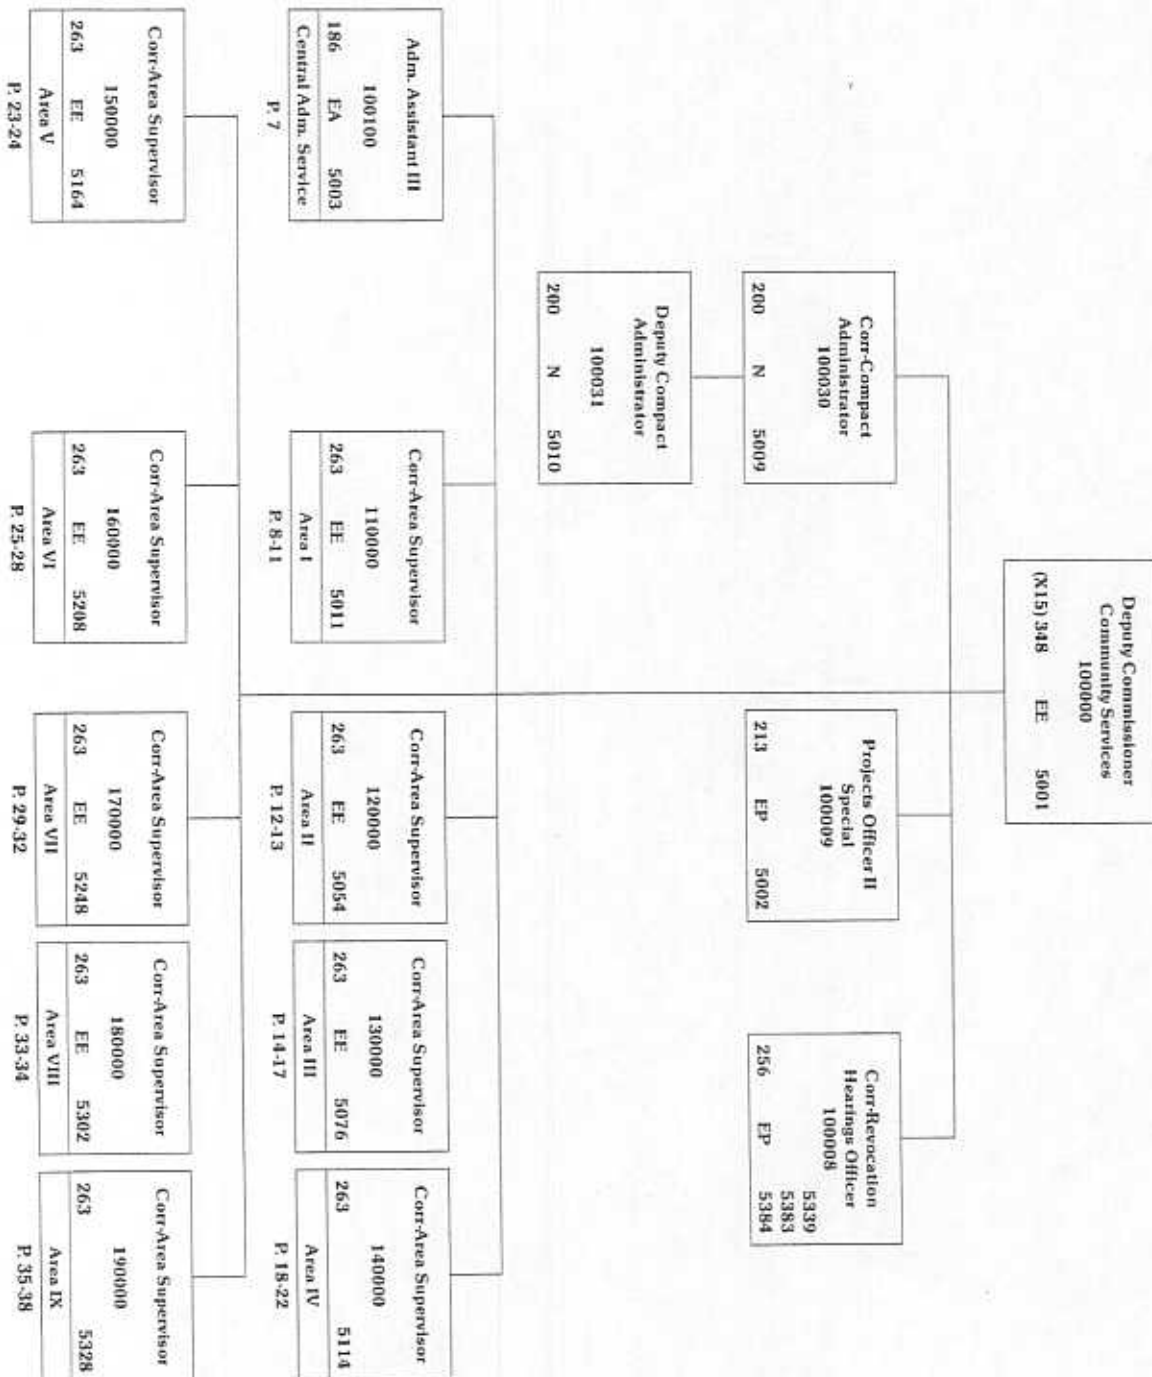 Deputy Commissioner
Community Services
100000
(X15) 348 EE 5001
Corr-Compact
Administrator
100030
200 N 5009
Deputy Compact
Administrator
100031
200 N 5010
Projects Officer II
Special
100009
213 EP 5002
Corr-Revocation
Hearings Officer
100008
5339
5383
256 EP 5384
Adm. Assistant III
100100
186 EA 5003
Central Adm. Service
P. 7
Corr-Area Supervisor
110000
263 EE 5011
Area I
P. 8-11
Corr-Area Supervisor
120000
263 EE 5054
Area II
P. 12-13
Corr-Area Supervisor
130000
263 EE 5076
Area III
P. 14-17
Corr-Area Supervisor
140000
263 5114
Area IV
P. 18-22
Corr-Area Supervisor
150000
263 EE 5164
Area V
P. 23-24
Corr-Area Supervisor
160000
263 EE 5208
Area VI
P. 25-28
Corr-Area Supervisor
170000
263 EE 5248
Area VII
P. 29-32
Corr-Area Supervisor
180000
263 EE 5302
Area VIII
P. 33-34
Corr-Area Supervisor
190000
263 5328
Area IX
P. 35-38